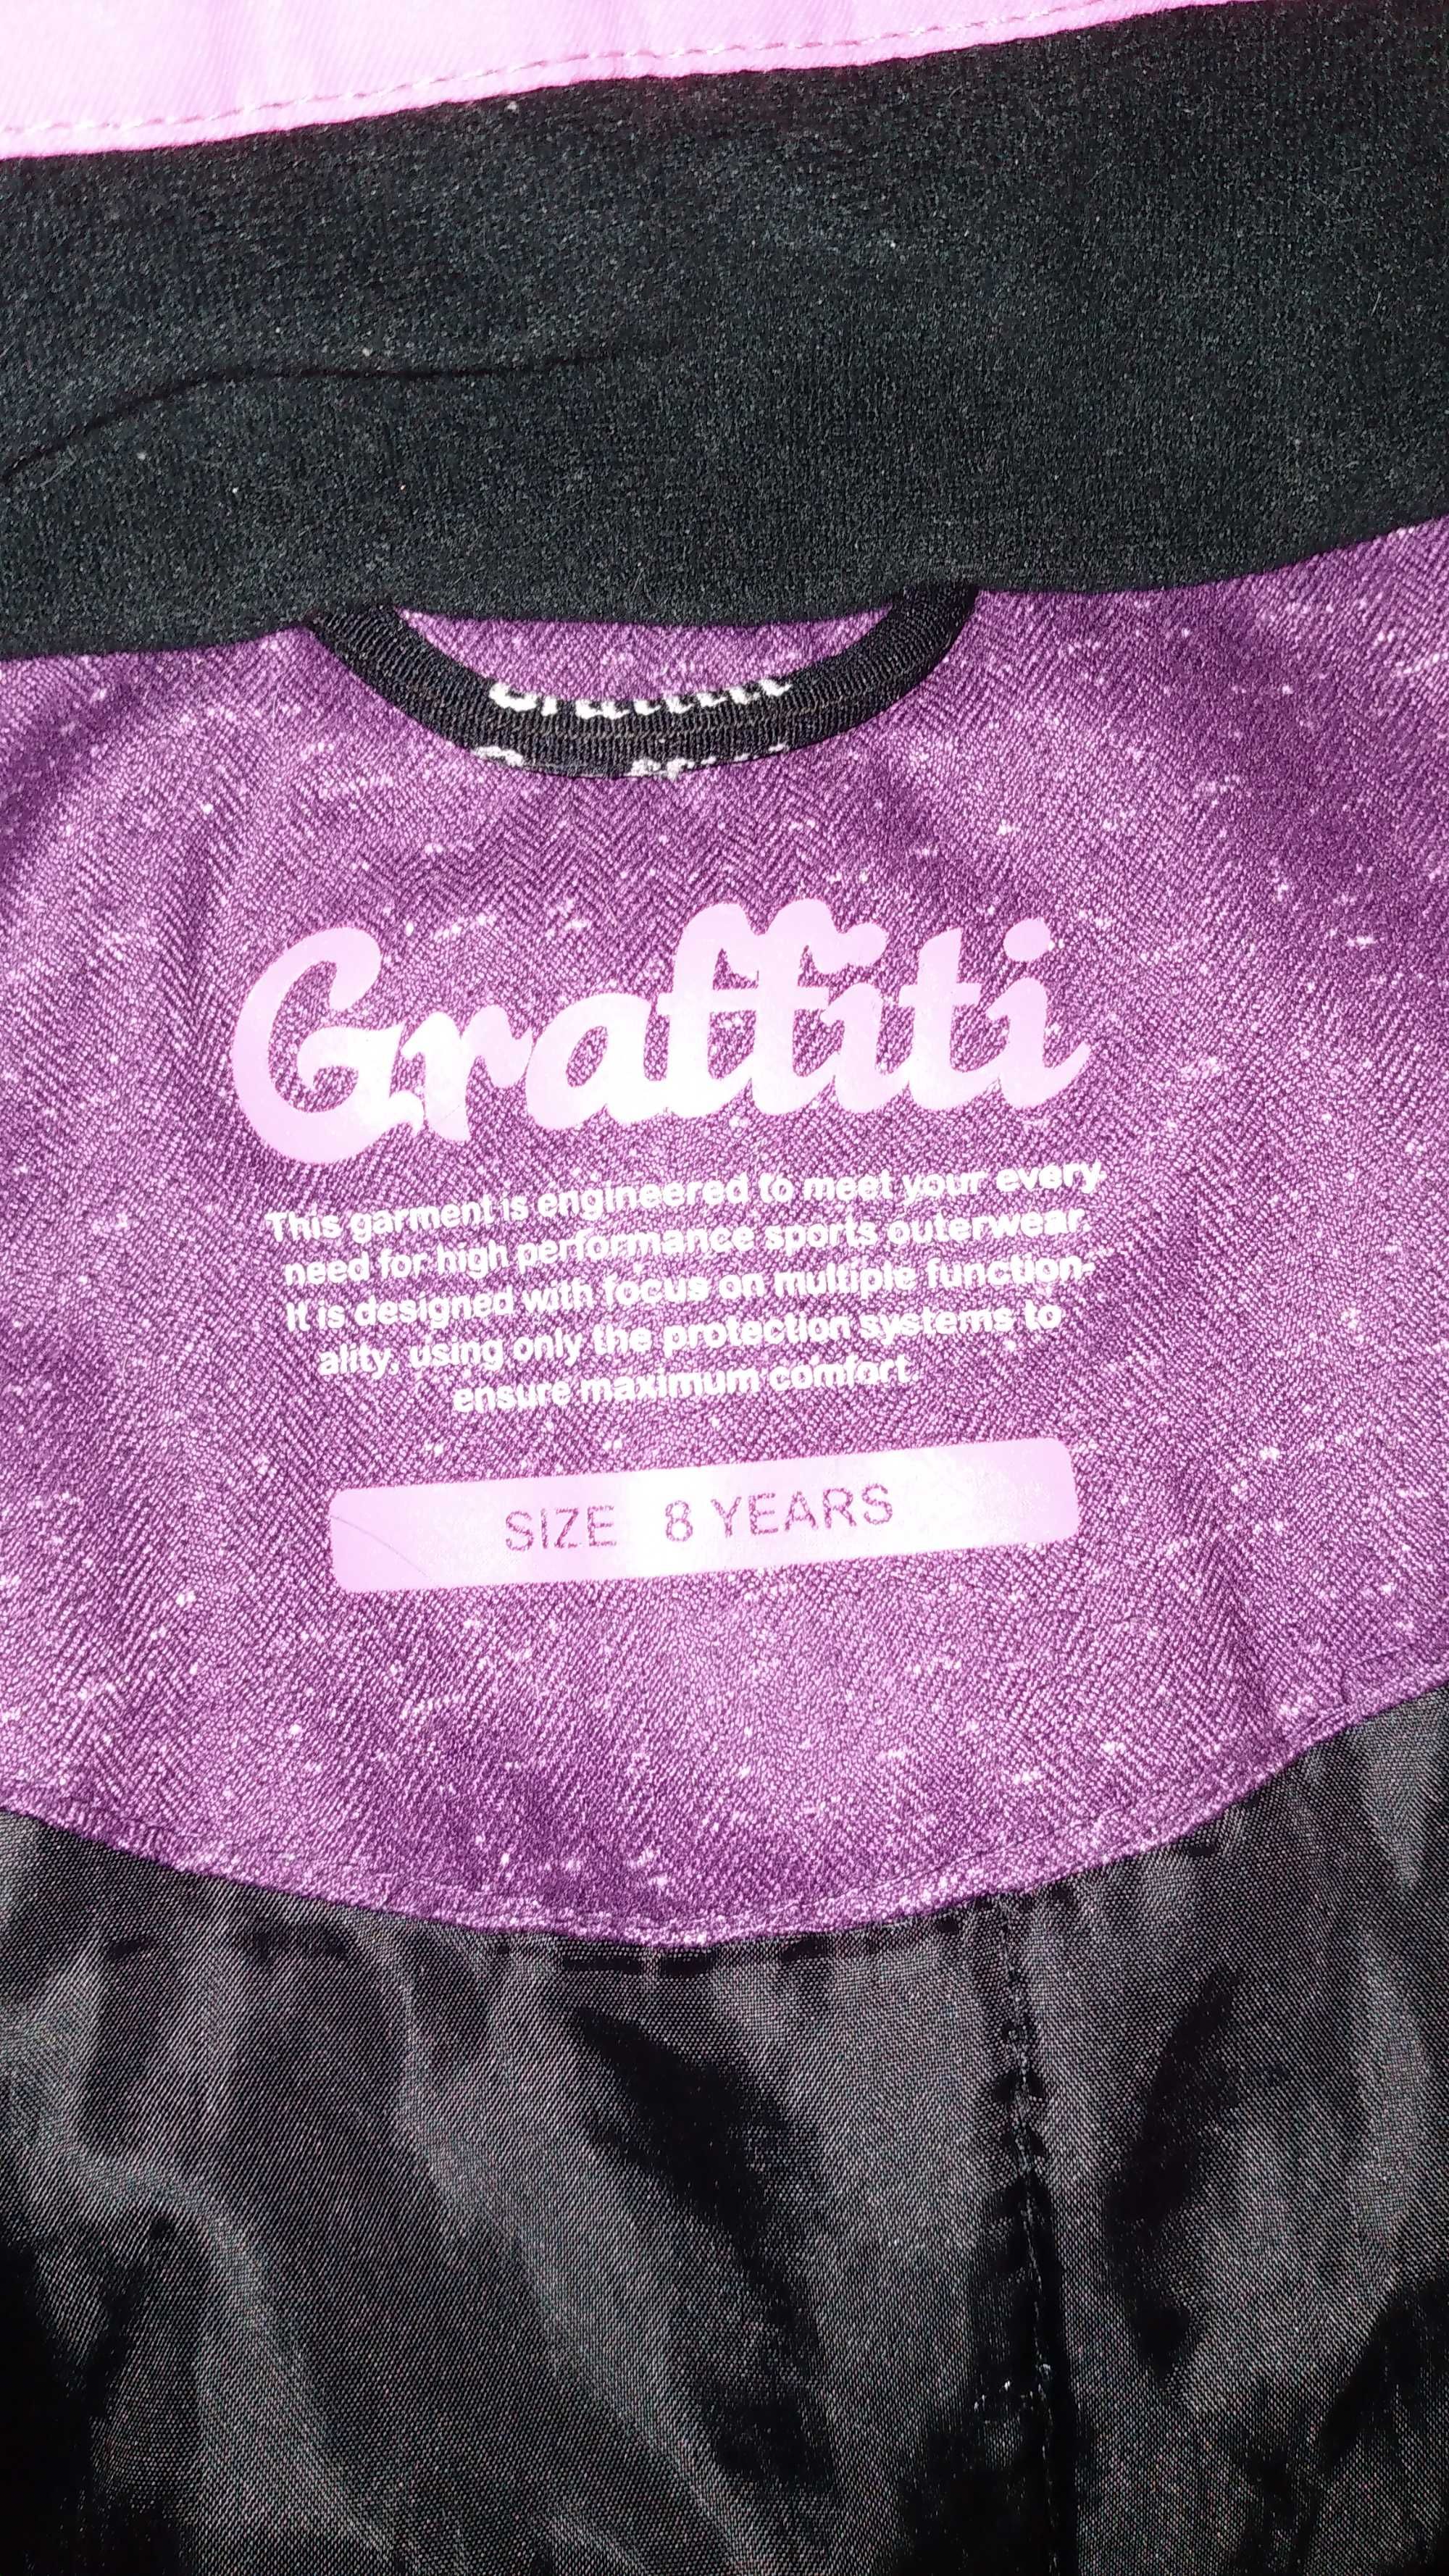 Graffiti
This garment is engineered to meet your every
need for high performance sports outerwear.
It is designed with focus on multiple function-
ality, using only the protection systems to
ensure maximum comfort.
SIZE 8 YEARS